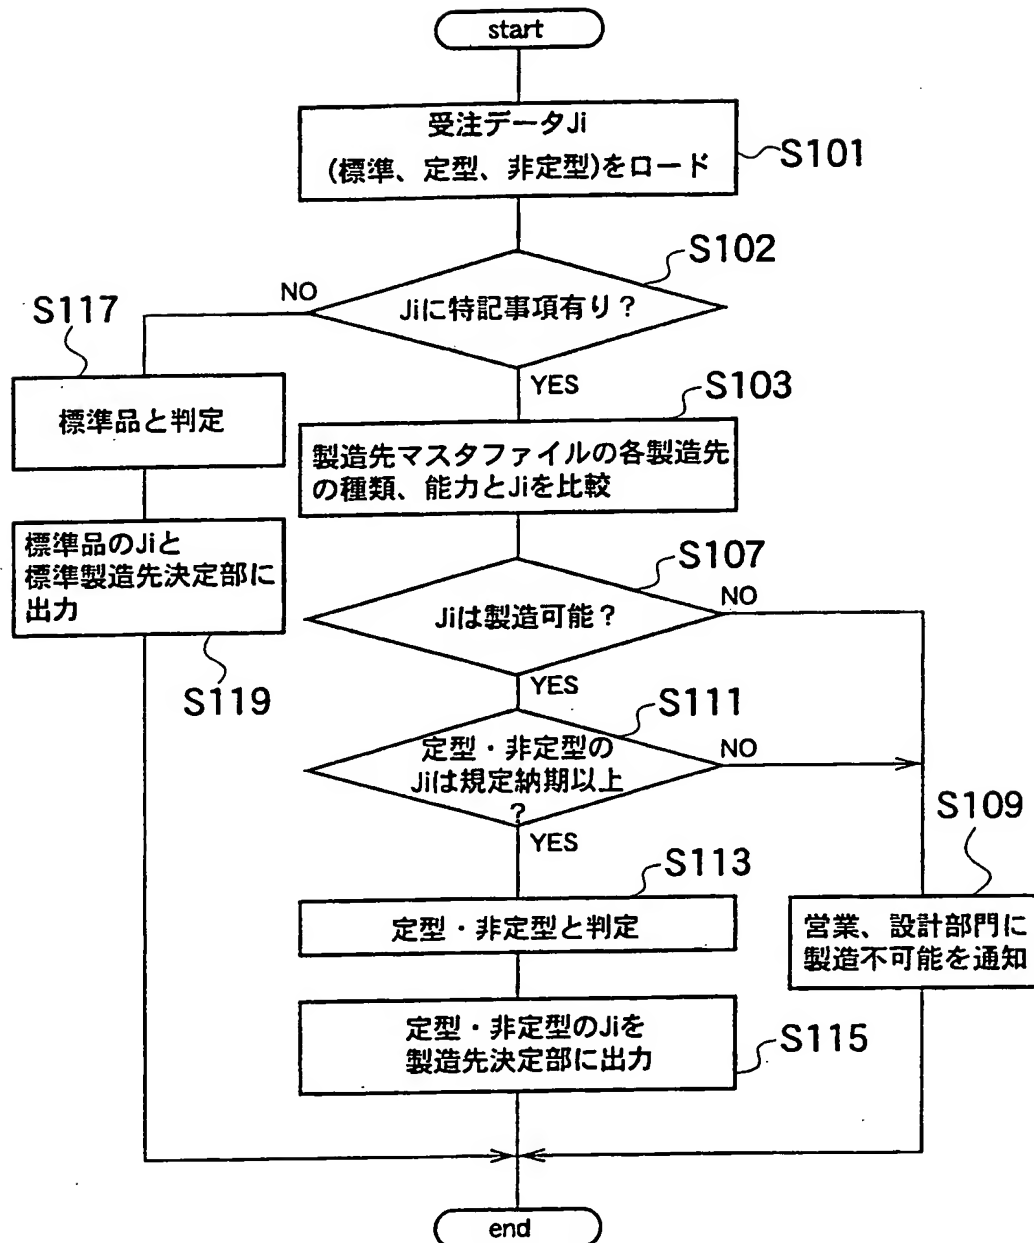 start
受注データJi
(標準、定型、非定型)をロード
S101
S102
Jiに特記事項有り？
NO
YES
S117
標準品と判定
S103
製造先マスタファイルの各製造先
の種類、能力とJiを比較
標準品のJiと
標準製造先決定部に
出力
S119
S107
Jiは製造可能？
NO
YES
S111
定型・非定型の
Jiは規定納期以上
？
NO
YES
S109
営業、設計部門に
製造不可能を通知
S113
定型・非定型と判定
定型・非定型のJiを
製造先決定部に出力
S115
end